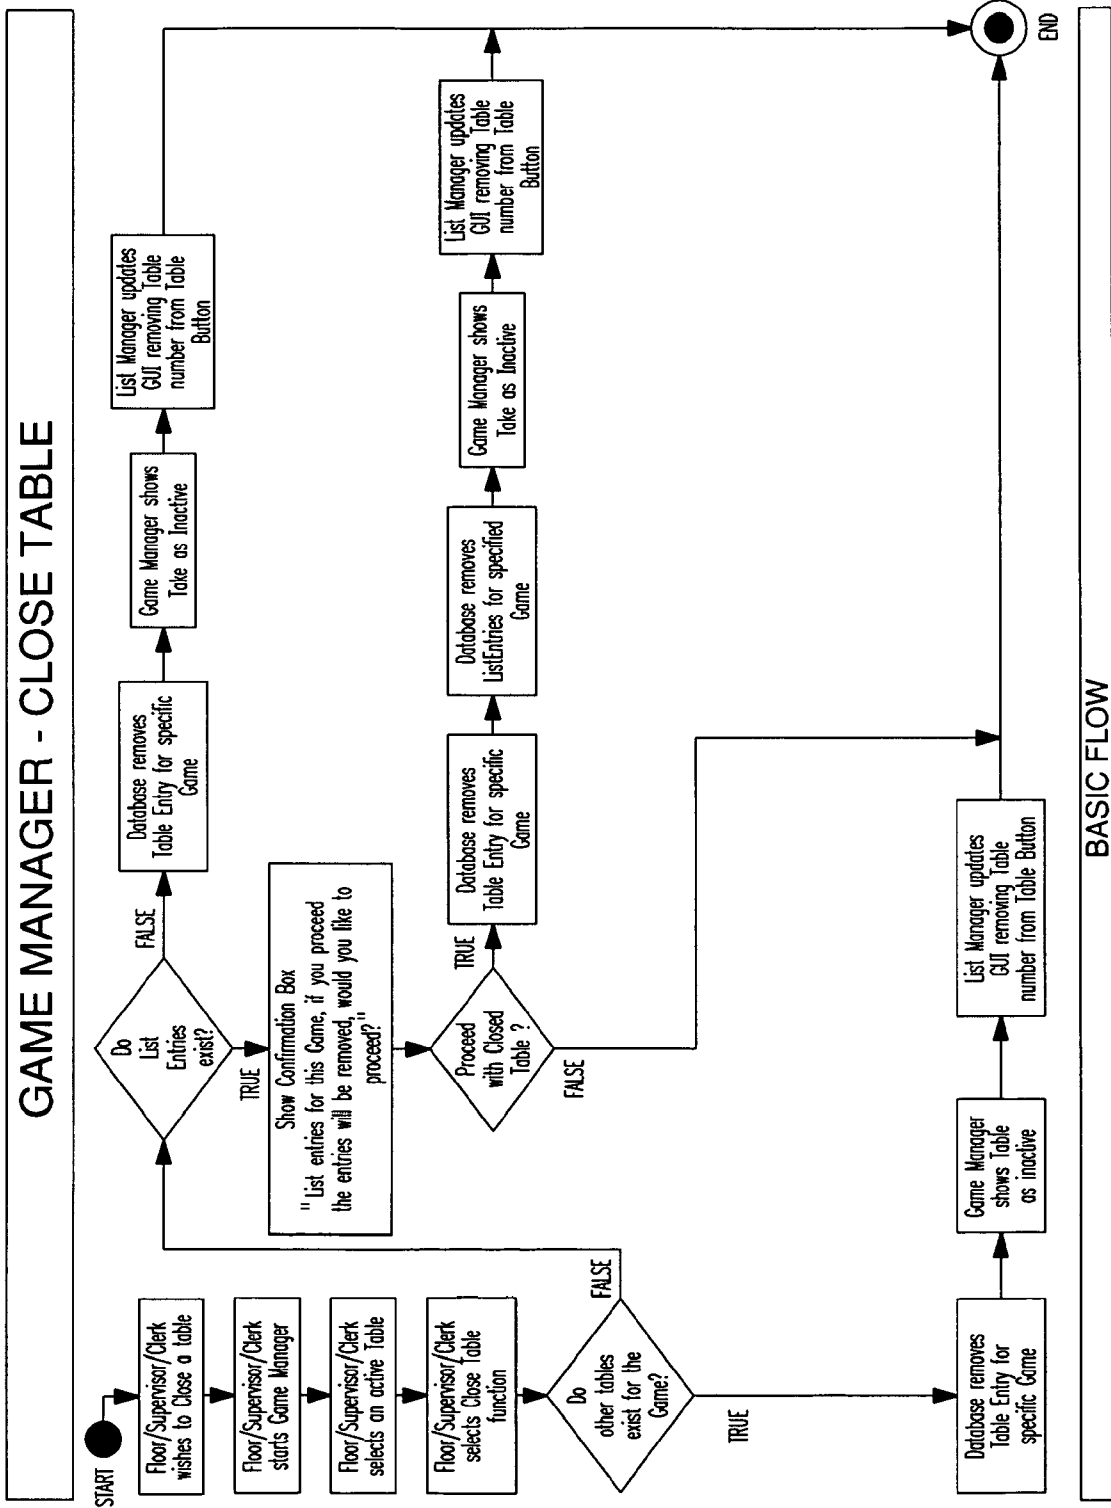 GAME MANAGER - CLOSE TABLE
START
Floor/Supervisor/Clerk
wishes to Close a table
Floor/Supervisor/Clerk
starts Game Manager
Floor/Supervisor/Clerk
selects an active Table
Floor/Supervisor/Clerk
selects Close Table
function
Do
other tables
exist for the
Game?
FALSE
TRUE
Do
List
Entries
exist?
FALSE
TRUE
Database removes
Table Entry for specific
Game
Game Manager shows
Take as Inactive
List Manager updates
GUI removing Table
number from Table
Button
Show Confirmation Box
"List entries for this Game, if you proceed
the entries will be removed, would you like to
proceed?"
Proceed
with Closed
Table ?
TRUE
FALSE
Database removes
Table Entry for specific
Game
Database removes
ListEntries for specified
Game
Game Manager shows
Take as Inactive
List Manager updates
GUI removing Table
number from Table
Button
Database removes
Table Entry for
specific Game
Game Manager
shows Table
as inactive
List Manager updates
GUI removing Table
number from Table Button
END
BASIC FLOW